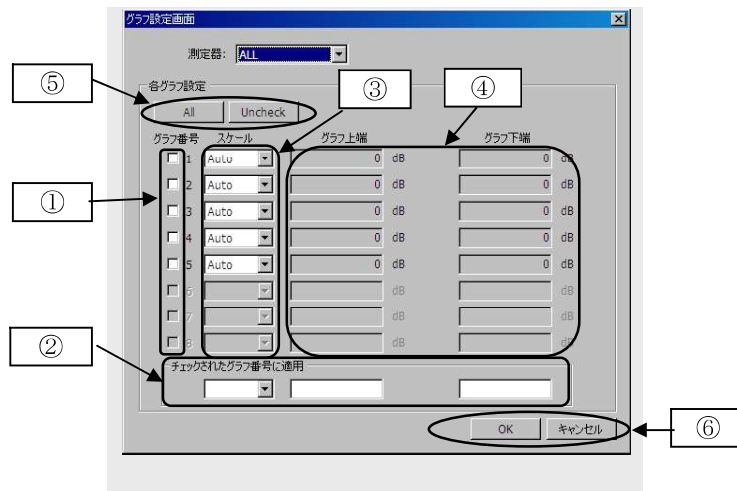 グラフ設定画面
測定器: ALL
⑤
③
④
各グラフ設定
All Uncheck
グラフ番号 スケール グラフ上端 グラフ下端
1 Auto 0 dB 0 dB
①
2 Auto 0 dB 0 dB
3 Auto 0 dB 0 dB
4 Auto 0 dB 0 dB
5 Auto 0 dB 0 dB
6 dB dB
7 dB dB
8 dB dB
②
チェックされたグラフ番号に適用
OK キャンセル
⑥